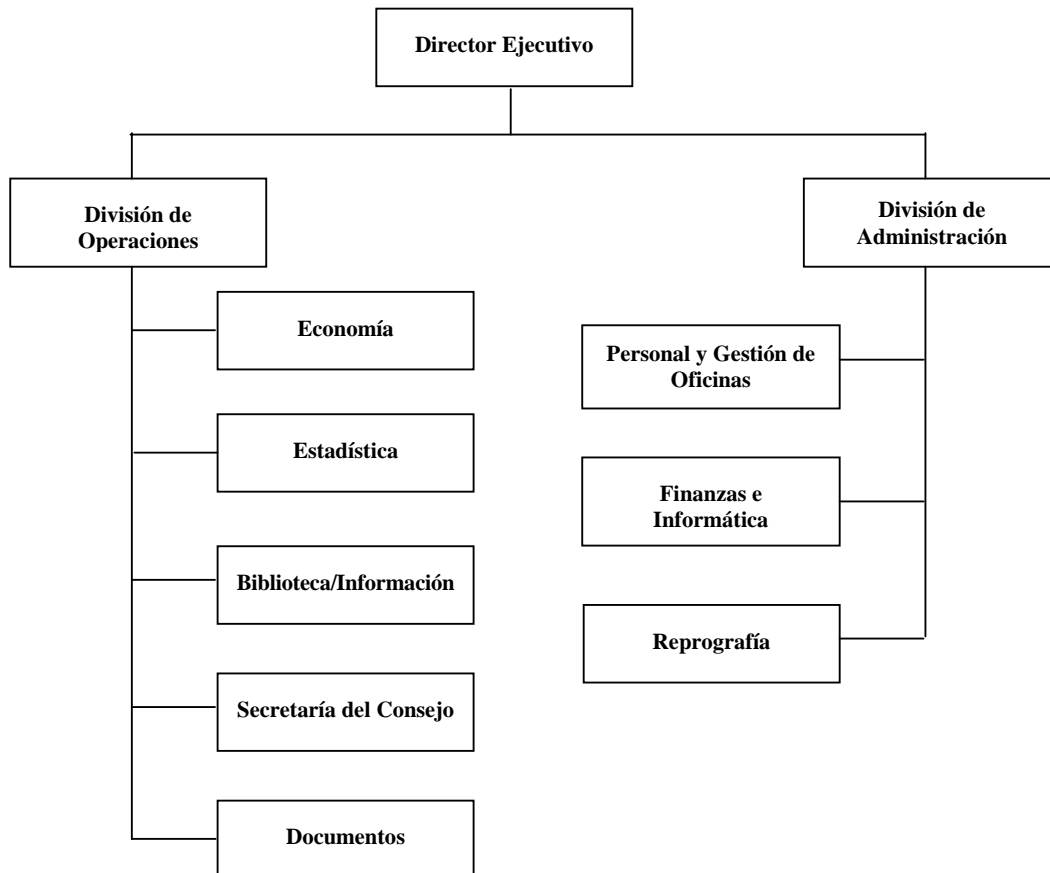 Director Ejecutivo
División de
Operaciones
División de
Administración
Economía
Personal y Gestión de
Oficinas
Estadística
Finanzas e
Informática
Biblioteca/Información
Reprografía
Secretaría del Consejo
Documentos